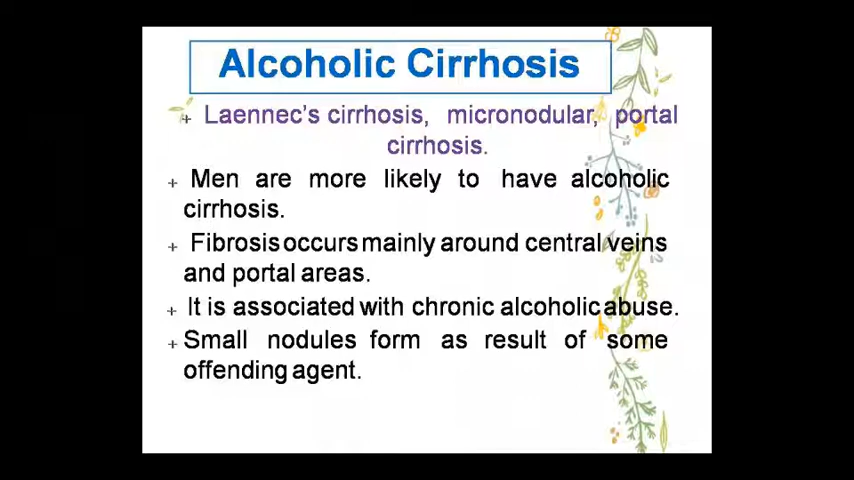 Alcoholic Cirrhosis
+ Laennec's cirrhosis, micronodular, portal
cirrhosis.
+ Men are more likely to have alcoholic
cirrhosis.
+ Fibrosis occurs mainly around central veins
and portal areas.
+ It is associated with chronic alcoholic abuse.
+ Small nodules form as result of some
offending agent.